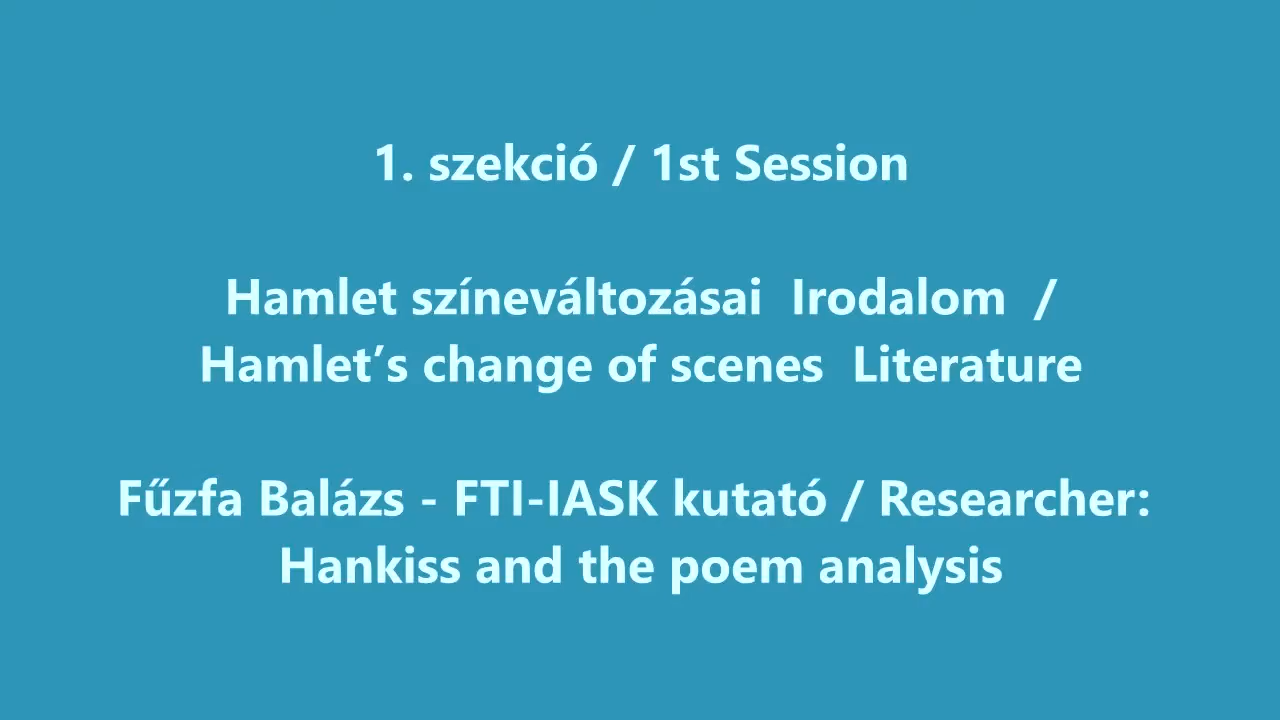 1. szekció / 1st Session
Hamlet színeváltozásai  Irodalom  /
Hamlet’s change of scenes  Literature
Fűzfa Balázs - FTI-IASK kutató / Researcher:
Hankiss and the poem analysis